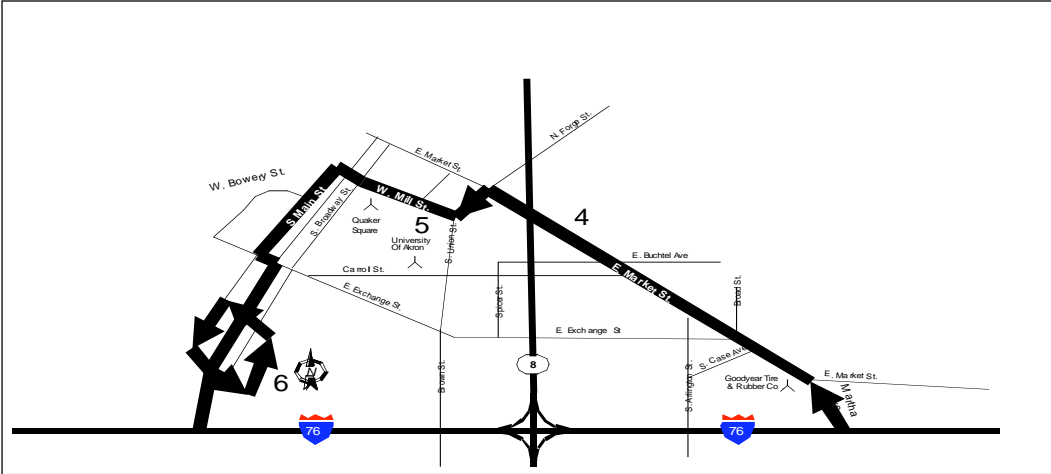 N. Forge St.
E. Market St.
W. Bowery St.
S Main St
S. Broadway St.
W. Mill St.
4
5
Quaker
Square
University
Of Akron
S. Union St.
E. Buchtel Ave
Carroll St.
E. Market St.
E. Exchange St.
Spicer St.
Broad St.
E. Exchange St
S. Case Ave
8
6
N
Brown St.
S. Arlington St.
Goodyear Tire
& Rubber Co
E. Market St.
Martha
76
76